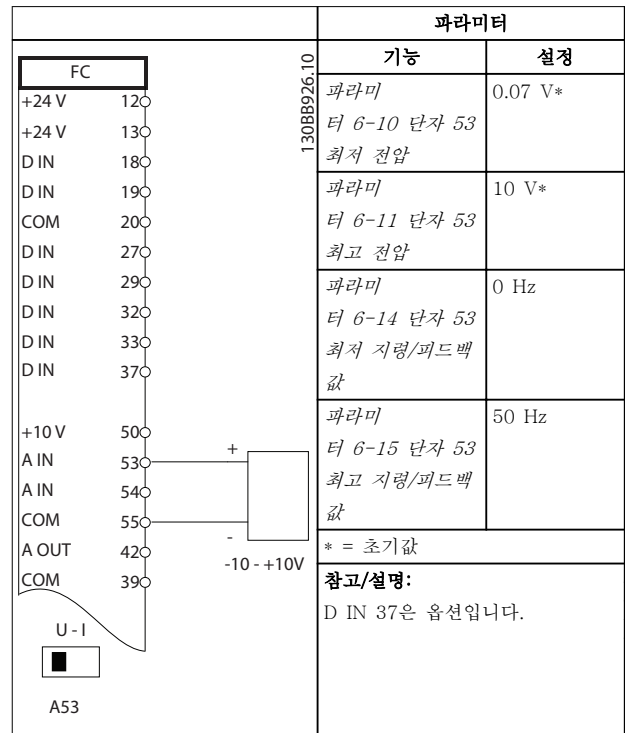 파라미터
기능 설정
파라미
터 6-10 단자 53
최저 전압
0.07 V*
파라미
터 6-11 단자 53
최고 전압
10 V*
파라미
터 6-14 단자 53
최저 지령/피드백
값
0 Hz
파라미
터 6-15 단자 53
최고 지령/피드백
값
50 Hz
* = 초기값
참고/설명:
D IN 37은 옵션입니다.
130BB926.10
FC
+24 V 12
+24 V 13
D IN 18
D IN 19
COM 20
D IN 27
D IN 29
D IN 32
D IN 33
D IN 37
+10 V 50
A IN 53
A IN 54
COM 55
A OUT 42
COM 39
+
-
-10 - +10V
U - I
A53